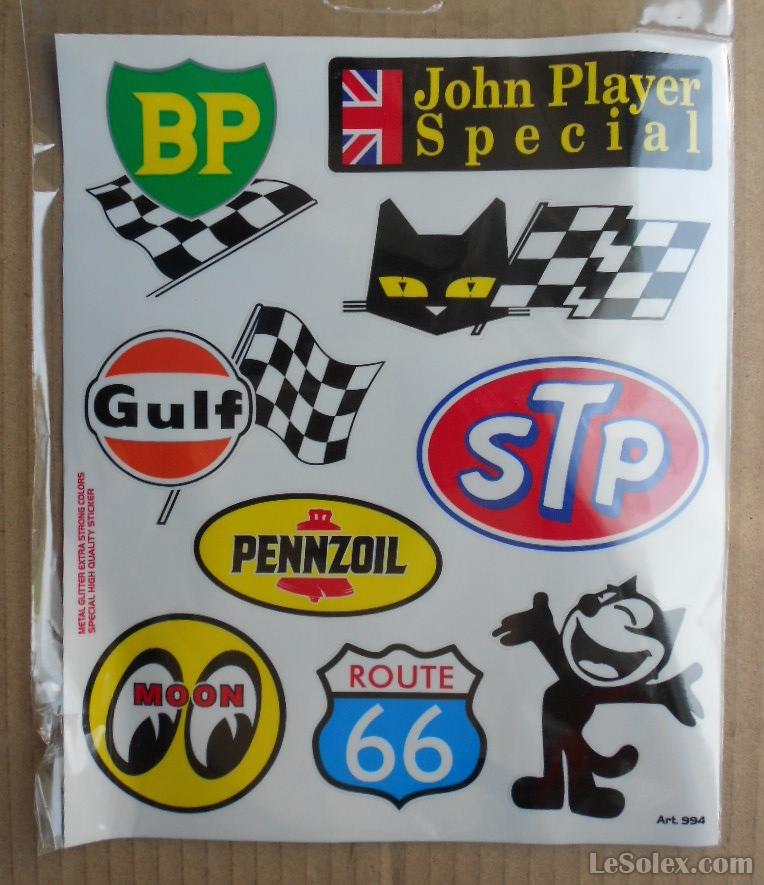 BP
John Player
Special
Gulf
STP
METAL GLITTER EXTRA STRONG COLORS
SPECIAL HIGH QUALITY STICKER
PENNZOIL
MOON
ROUTE
66
Art. 994
LeSolex.com